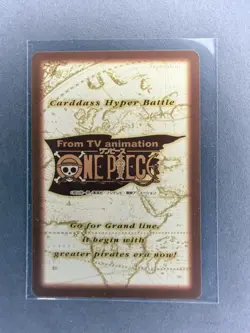 Carddass Hyper Battle
From TV animation
ワンピース
ONE PIECE
Go for Grand line,
it begin with
greater pirates era now!